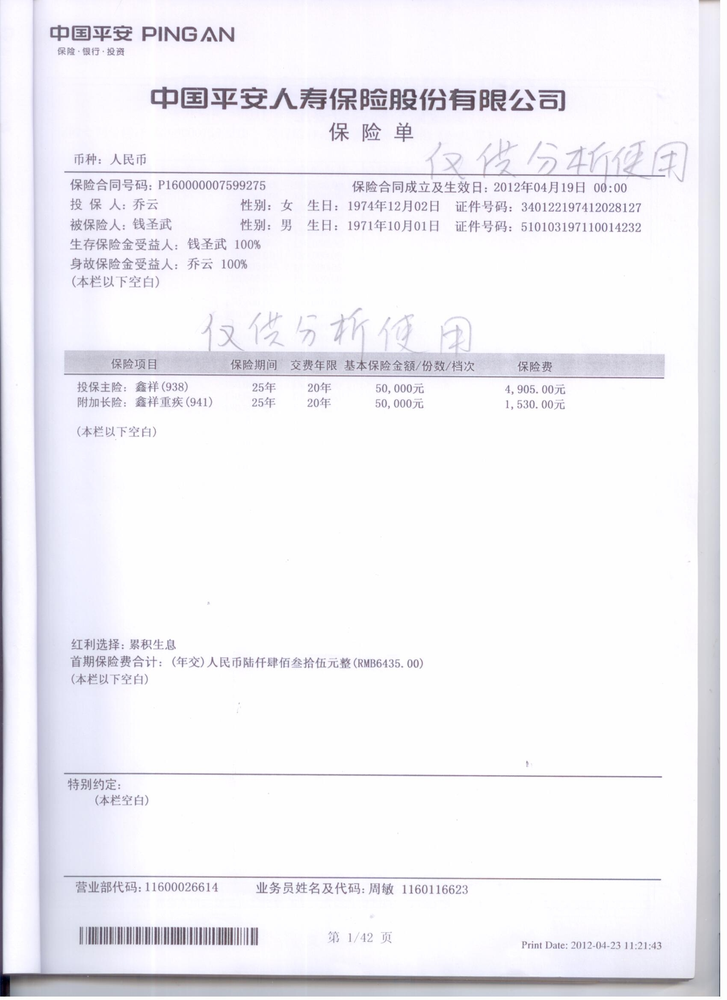 中国平安 PING AN
保险·银行·投资
中国平安人寿保险股份有限公司
保 险 单
仅供分析使用
币种：人民币
保险合同号码：P160000007599275 保险合同成立及生效日：2012年04月19日 00:00
投 保 人：乔云 性别：女 生日：1974年12月02日 证件号码：340122197412028127
被保险人：钱圣武 性别：男 生日：1971年10月01日 证件号码：510103197110014232
生存保险金受益人：钱圣武 100%
身故保险金受益人：乔云 100%
(本栏以下空白)
仅供分析使用
保险项目 保险期间 交费年限 基本保险金额/份数/档次 保险费
投保主险：鑫祥(938) 25年 20年 50,000元 4,905.00元
附加长险：鑫祥重疾(941) 25年 20年 50,000元 1,530.00元
(本栏以下空白)
红利选择：累积生息
首期保险费合计：(年交)人民币陆仟肆佰叁拾伍元整(RMB6435.00)
(本栏以下空白)
特别约定：
(本栏空白)
营业部代码：11600026614 业务员姓名及代码：周敏 1160116623
第 1/42 页
Print Date: 2012-04-23 11:21:43